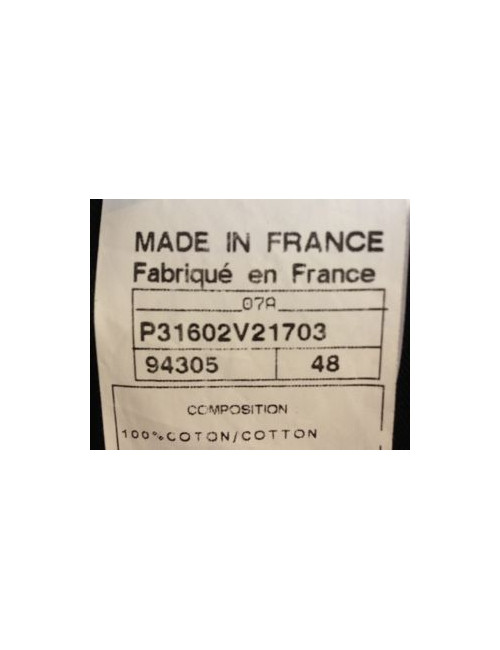 MADE IN FRANCE
Fabriqué en France
07A
P31602V21703
94305 48
COMPOSITION
100%COTON/COTTON